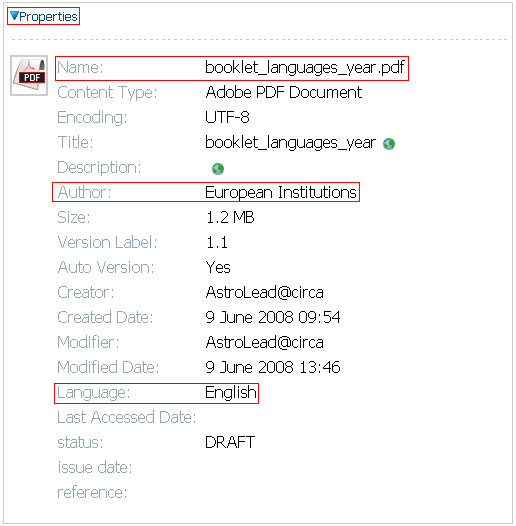 Properties
PDF
Name: booklet_languages_year.pdf
Content Type: Adobe PDF Document
Encoding: UTF-8
Title: booklet_languages_year
Description:
Author: European Institutions
Size: 1.2 MB
Version Label: 1.1
Auto Version: Yes
Creator: AstroLead@circa
Created Date: 9 June 2008 09:54
Modifier: AstroLead@circa
Modified Date: 9 June 2008 13:46
Language: English
Last Accessed Date:
status: DRAFT
issue date:
reference: